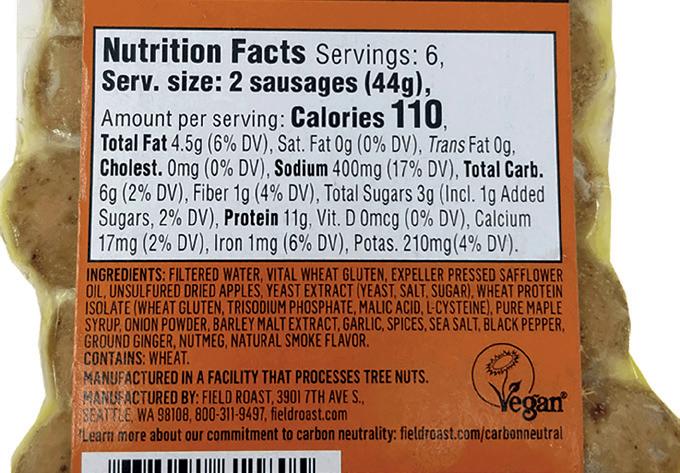 Nutrition Facts Servings: 6,
Serv. size: 2 sausages (44g),
Amount per serving: Calories 110,
Total Fat 4.5g (6% DV), Sat. Fat 0g (0% DV), Trans Fat 0g,
Cholest. 0mg (0% DV), Sodium 400mg (17% DV), Total Carb.
6g (2% DV), Fiber 1g (4% DV), Total Sugars 3g (Incl. 1g Added
Sugars, 2% DV), Protein 11g, Vit. D 0mcg (0% DV), Calcium
17mg (2% DV), Iron 1mg (6% DV), Potas. 210mg(4% DV).
INGREDIENTS: FILTERED WATER, VITAL WHEAT GLUTEN, EXPELLER PRESSED SAFFLOWER
OIL, UNSULFURED DRIED APPLES, YEAST EXTRACT (YEAST, SALT, SUGAR), WHEAT PROTEIN
ISOLATE (WHEAT GLUTEN, TRISODIUM PHOSPHATE, MALIC ACID, L-CYSTEINE), PURE MAPLE
SYRUP, ONION POWDER, BARLEY MALT EXTRACT, GARLIC, SPICES, SEA SALT, BLACK PEPPER,
GROUND GINGER, NUTMEG, NATURAL SMOKE FLAVOR.
CONTAINS: WHEAT.
MANUFACTURED IN A FACILITY THAT PROCESSES TREE NUTS.
MANUFACTURED BY: FIELD ROAST, 3901 7TH AVE S.,
SEATTLE, WA 98108, 800-311-9497, fieldroast.com
Vegan®
*Learn more about our commitment to carbon neutrality: fieldroast.com/carbonneutral